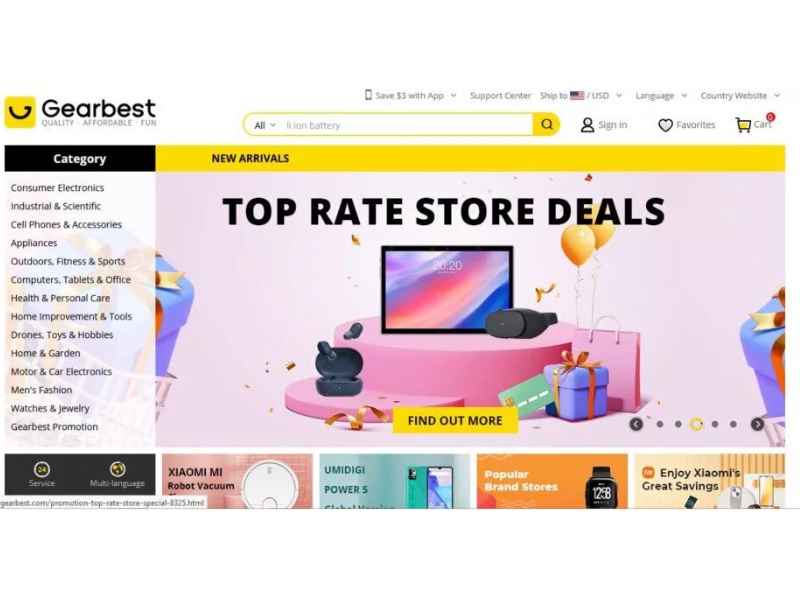 Save $3 with App
Support Center
Ship to / USD
Language
Country Website
Gearbest
QUALITY · AFFORDABLE · FUN
All
li ion battery
Sign In
Favorites
0
Cart
Category
NEW ARRIVALS
Consumer Electronics
Industrial & Scientific
Cell Phones & Accessories
Appliances
Outdoors, Fitness & Sports
Computers, Tablets & Office
Health & Personal Care
Home Improvement & Tools
Drones, Toys & Hobbies
Home & Garden
Motor & Car Electronics
Men's Fashion
Watches & Jewelry
Gearbest Promotion
TOP RATE STORE DEALS
20:20
FIND OUT MORE
24
Service
Multi-language
XIAOMI MI
Robot Vacuum
UMIDIGI
POWER 5
Global Version
Popular
Brand Stores
12:58
Enjoy Xiaomi's
Great Savings
gearbest.com/promotion-top-rate-store-special-8325.html